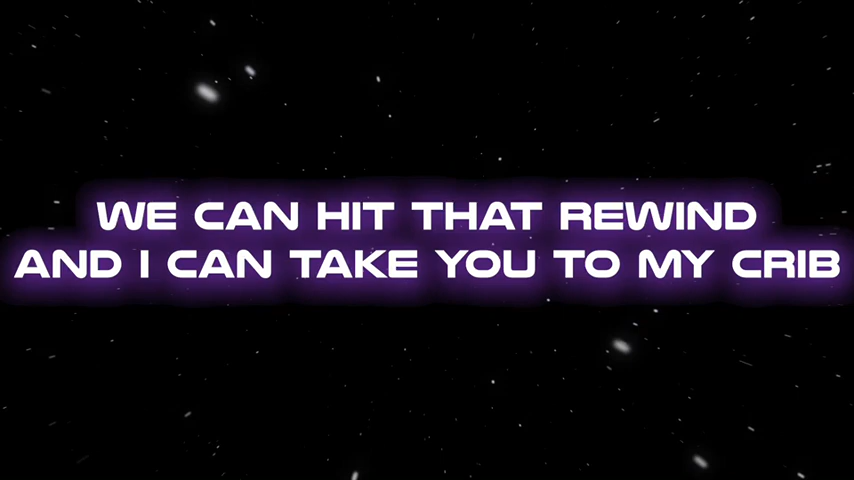 WE CAN HIT THAT REWIND
AND I CAN TAKE YOU TO MY CRIB